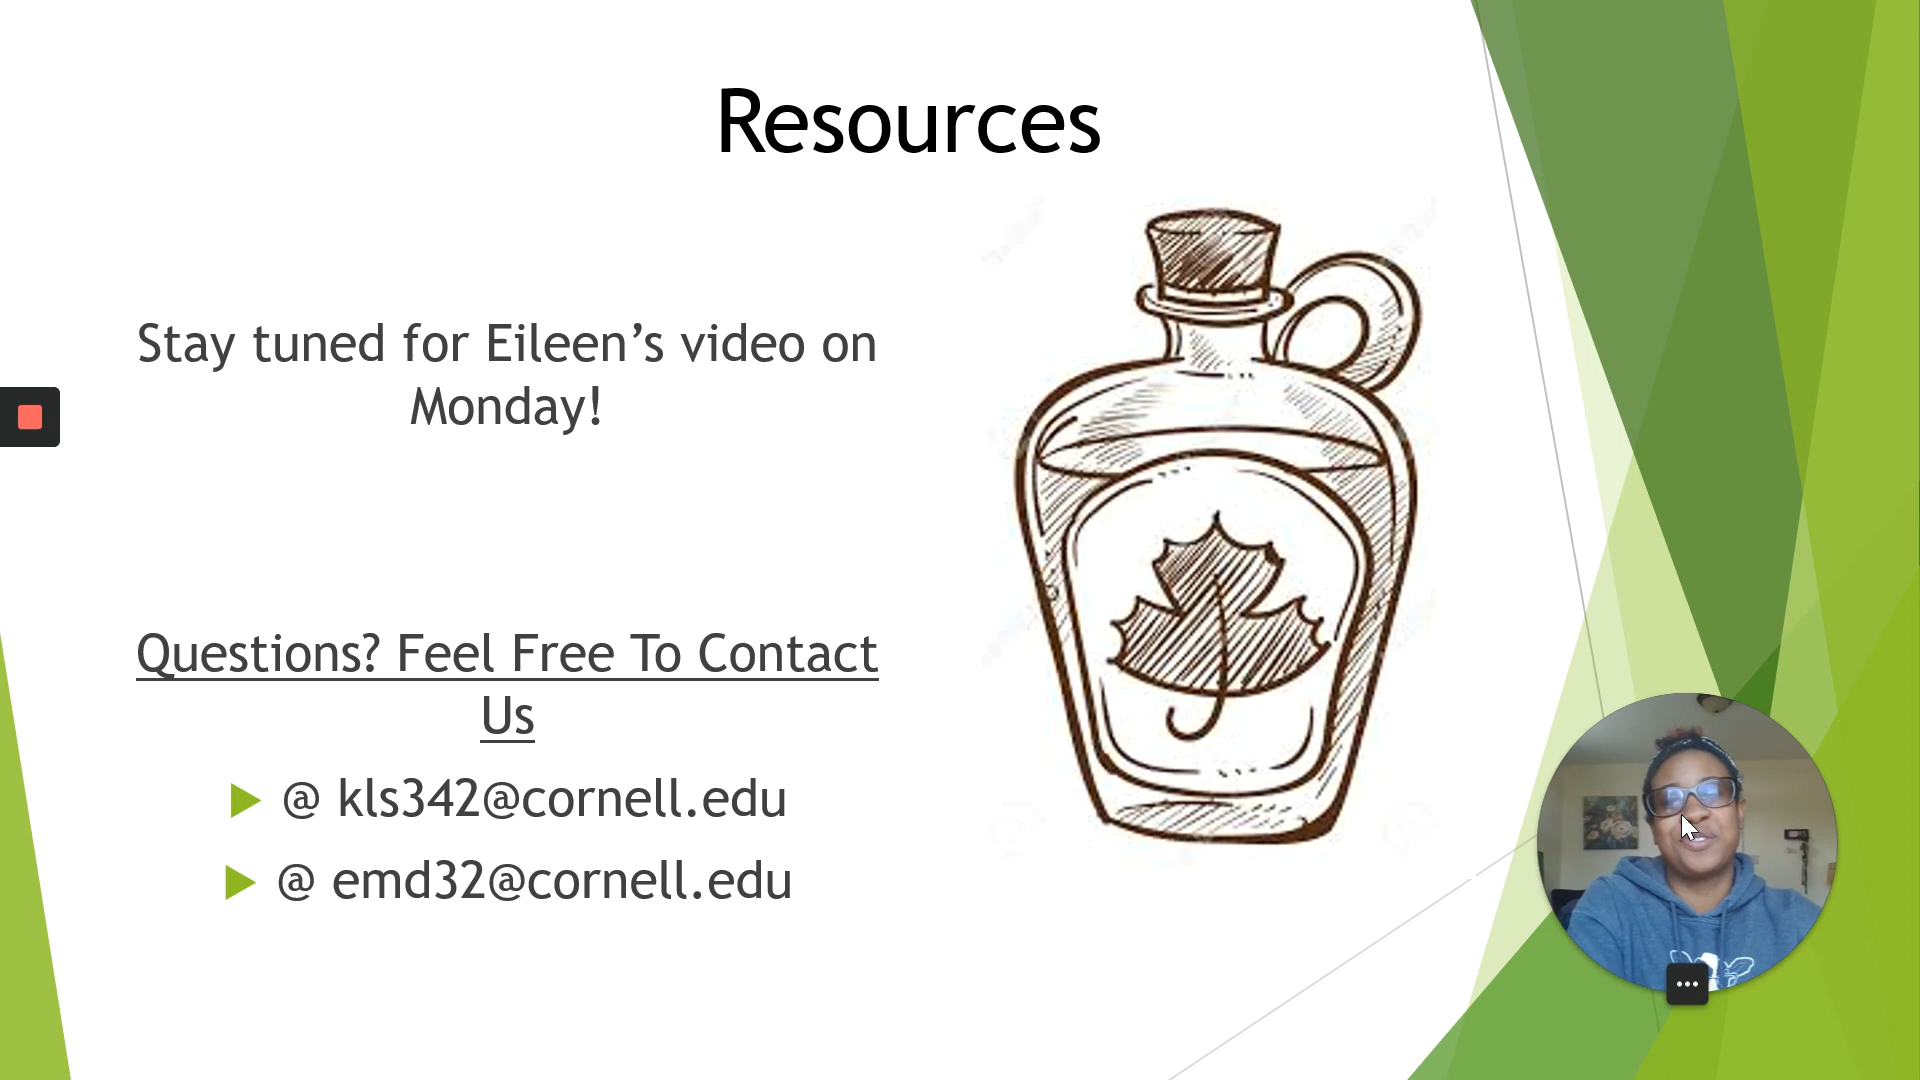 Resources
Stay tuned for Eileen’s video on
Monday!
Questions? Feel Free To Contact
Us
@ kls342@cornell.edu
@ emd32@cornell.edu